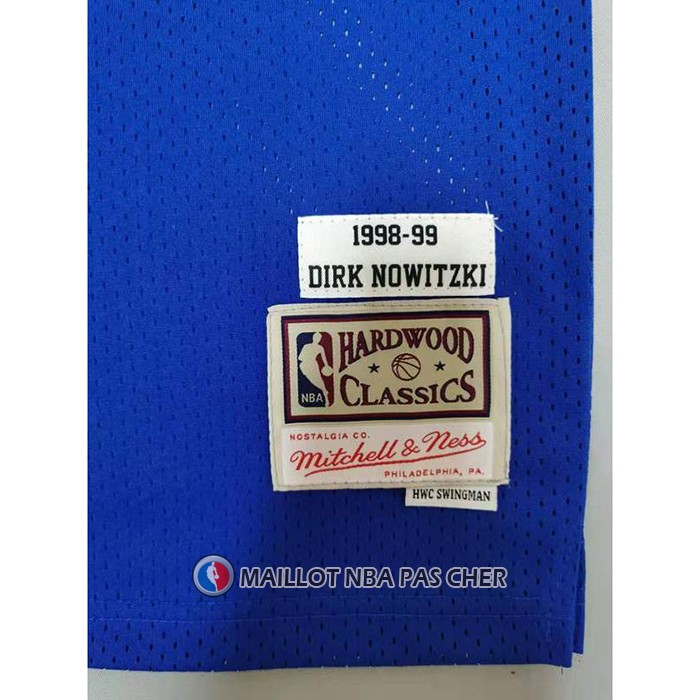 1998-99
DIRK NOWITZKI
HARDWOOD
CLASSICS
NBA
NOSTALGIA CO.
Mitchell & Ness
PHILADELPHIA, PA.
HWC SWINGMAN
MAILLOT NBA PAS CHER